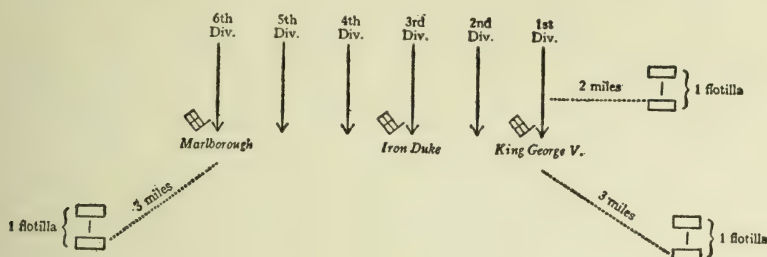 6th Div.
5th Div.
4th Div.
3rd Div.
2nd Div.
1st Div.
2 miles
1 flotilla
Marlborough
Iron Duke
King George V.
3 miles
3 miles
1 flotilla
1 flotilla